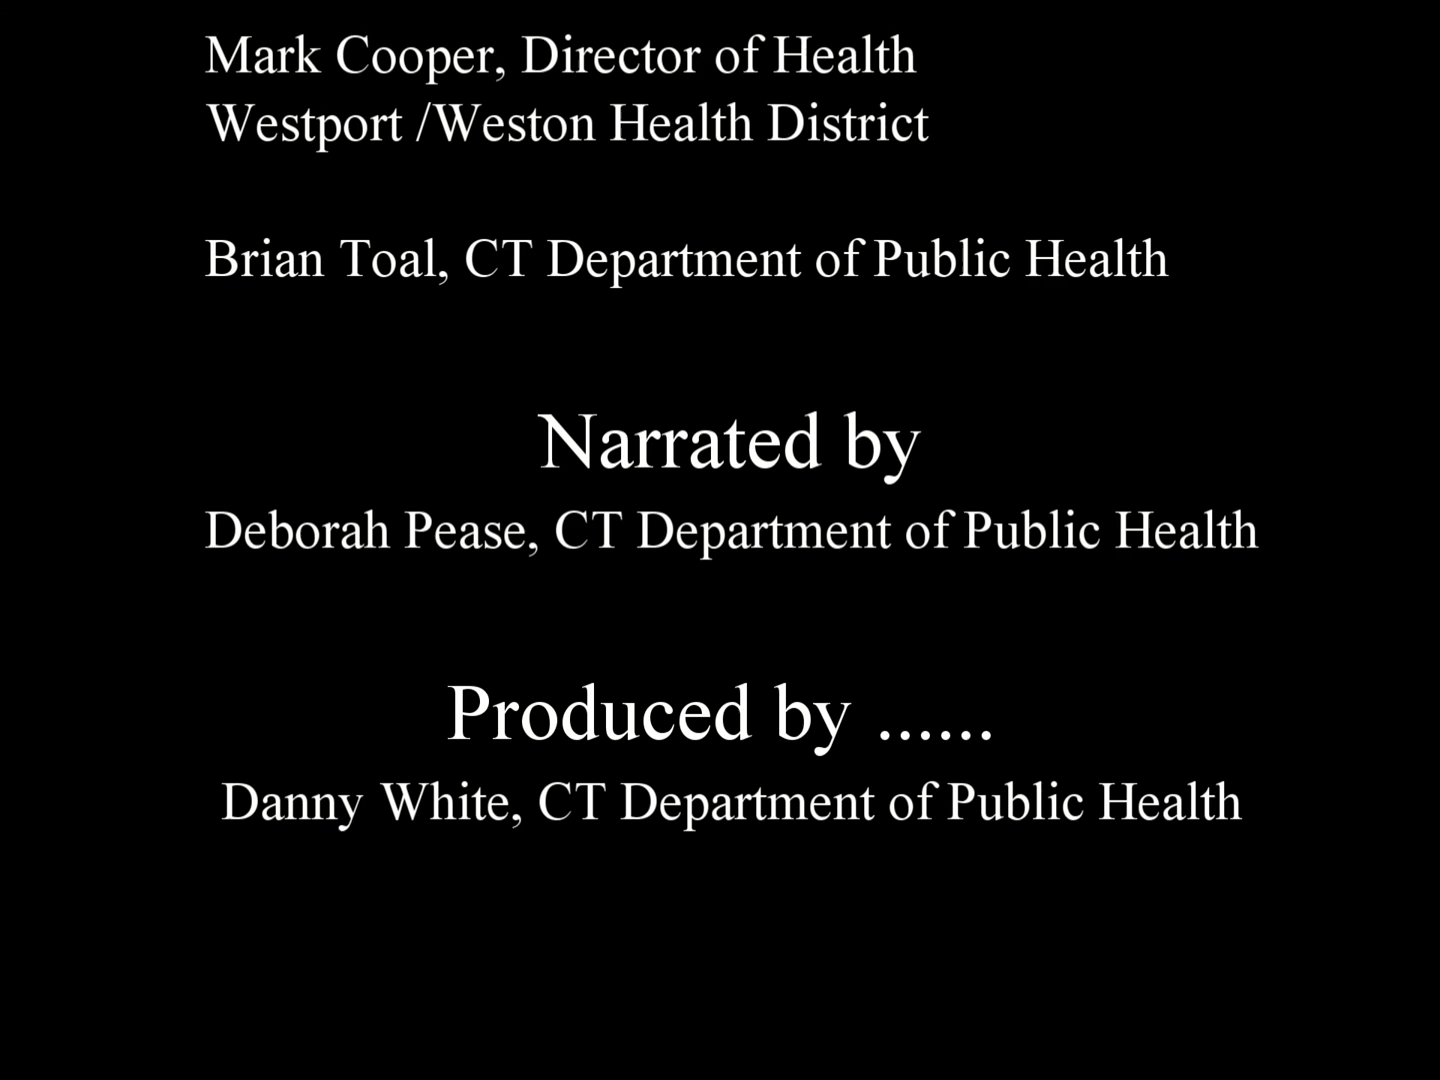 Mark Cooper, Director of Health
Westport /Weston Health District
Brian Toal, CT Department of Public Health
Narrated by
Deborah Pease, CT Department of Public Health
Produced by ......
Danny White, CT Department of Public Health